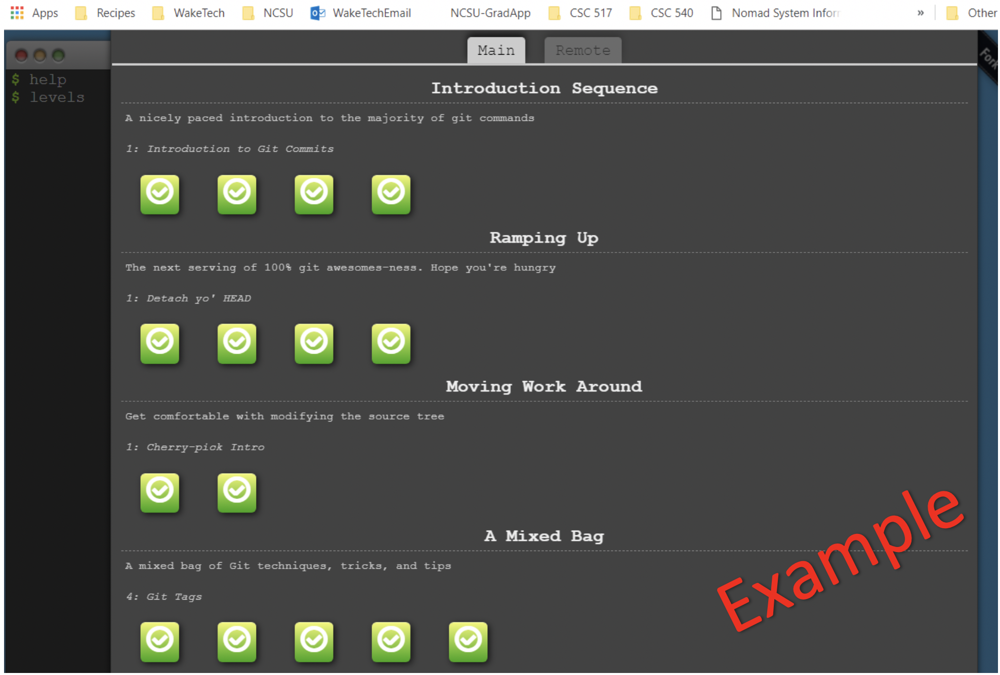 Apps Recipes WakeTech NCSU WakeTechEmail NCSU-GradApp CSC 517 CSC 540 Nomad System Inforr » Other
Main Remote
Fork
$ help
$ levels
Introduction Sequence
A nicely paced introduction to the majority of git commands
1: Introduction to Git Commits
Ramping Up
The next serving of 100% git awesomes-ness. Hope you're hungry
1: Detach yo' HEAD
Moving Work Around
Get comfortable with modifying the source tree
1: Cherry-pick Intro
A Mixed Bag
A mixed bag of Git techniques, tricks, and tips
4: Git Tags
Example